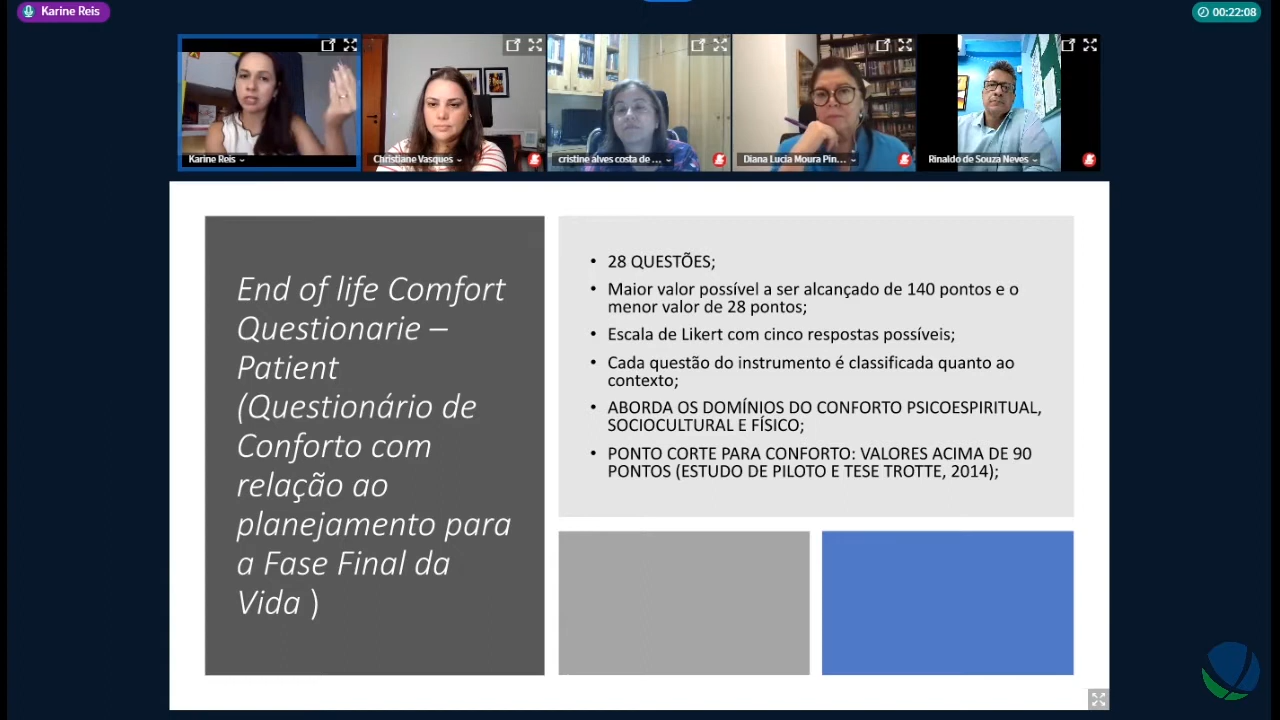 Karine Reis
00:22:08
Karine Reis
Christiane Vasques
cristine alves costa de ...
Diana Lucia Moura Pin...
Rinaldo de Souza Neves
End of life Comfort
Questionarie –
Patient
(Questionário de
Conforto com
relação ao
planejamento para
a Fase Final da
Vida )
• 28 QUESTÕES;
• Maior valor possível a ser alcançado de 140 pontos e o
menor valor de 28 pontos;
• Escala de Likert com cinco respostas possíveis;
• Cada questão do instrumento é classificada quanto ao
contexto;
• ABORDA OS DOMÍNIOS DO CONFORTO PSICOESPIRITUAL,
SOCIOCULTURAL E FÍSICO;
• PONTO CORTE PARA CONFORTO: VALORES ACIMA DE 90
PONTOS (ESTUDO DE PILOTO E TESE TROTTE, 2014);